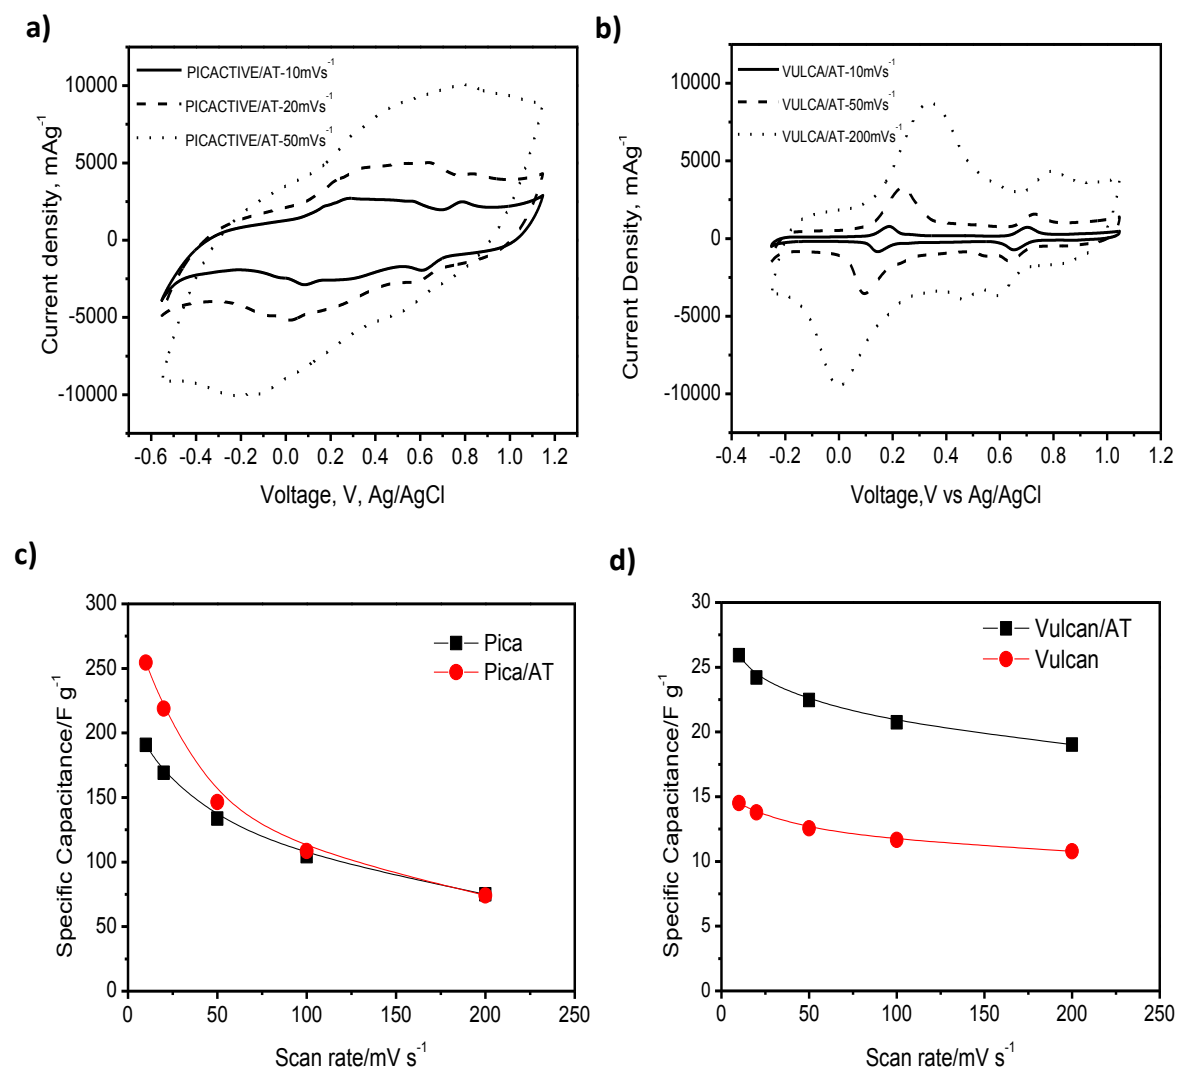 a)
PICACTIVE/AT-10mVs-1
PICACTIVE/AT-20mVs-1
PICACTIVE/AT-50mVs-1
10000
5000
0
-5000
-10000
Current density, mAg-1
-0.6 -0.4 -0.2 0.0 0.2 0.4 0.6 0.8 1.0 1.2
Voltage, V, Ag/AgCl
b)
VULCA/AT-10mVs-1
VULCA/AT-50mVs-1
VULCA/AT-200mVs-1
10000
5000
0
-5000
-10000
Current Density, mAg-1
-0.4 -0.2 0.0 0.2 0.4 0.6 0.8 1.0 1.2
Voltage,V vs Ag/AgCl
c)
Pica
Pica/AT
300
250
200
150
100
50
0
Specific Capacitance/F g-1
0 50 100 150 200 250
Scan rate/mV s-1
d)
Vulcan/AT
Vulcan
30
25
20
15
10
5
0
Specific Capacitance/F g-1
0 50 100 150 200 250
Scan rate/mV s-1